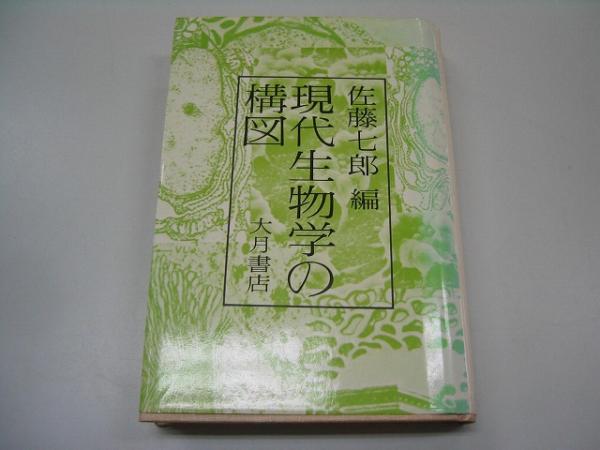 佐藤七郎 編
現代生物学の
構図
大月書店